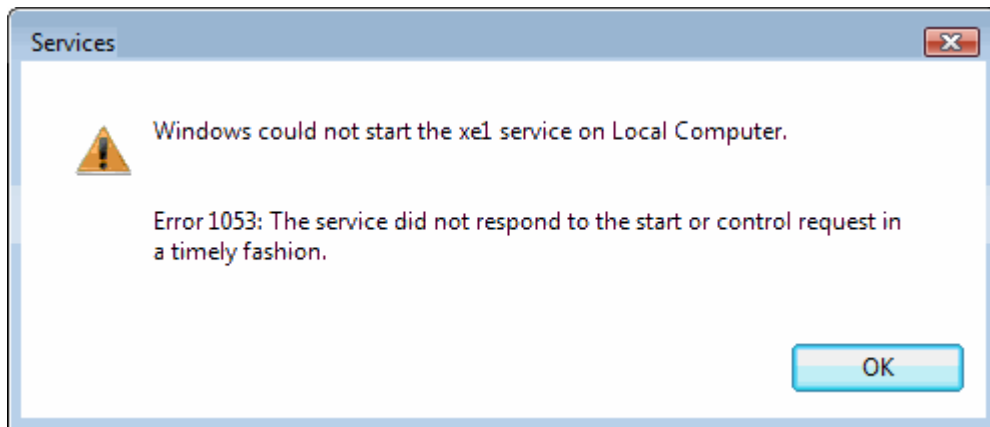 Services
Windows could not start the xe1 service on Local Computer.
Error 1053: The service did not respond to the start or control request in
a timely fashion.
OK